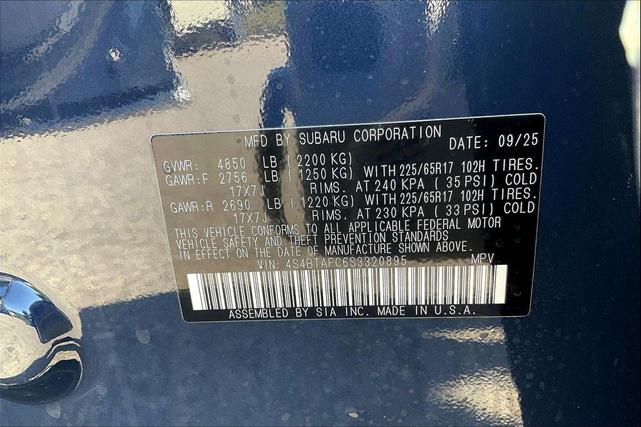 MFD BY SUBARU CORPORATION DATE: 09/25
GVWR: 4850 LB (2200 KG)
GAWR:F 2756 LB (1250 KG) WITH 225/65R17 102H TIRES.
17X7J RIMS. AT 240 KPA (35 PSI) COLD
GAWR:R 2690 LB (1220 KG) WITH 225/65R17 102H TIRES.
17X7J RIMS. AT 230 KPA (33 PSI) COLD
THIS VEHICLE CONFORMS TO ALL APPLICABLE FEDERAL MOTOR
VEHICLE SAFETY AND THEFT PREVENTION STANDARDS
IN EFFECT ON THE DATE OF MANUFACTURE SHOWN ABOVE.
VIN: 4S4BTAFC6S3320895 MPV
ASSEMBLED BY SIA INC. MADE IN U.S.A.